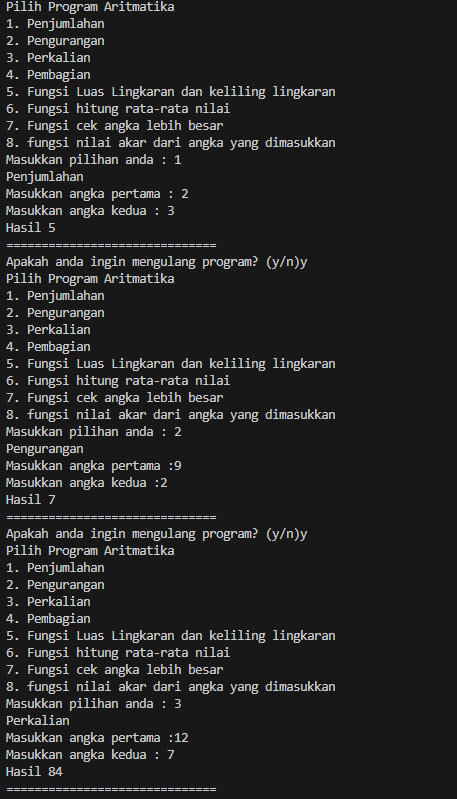 Pilih Program Aritmatika
1. Penjumlahan
2. Pengurangan
3. Perkalian
4. Pembagian
5. Fungsi Luas Lingkaran dan keliling lingkaran
6. Fungsi hitung rata-rata nilai
7. Fungsi cek angka lebih besar
8. fungsi nilai akar dari angka yang dimasukkan
Masukkan pilihan anda : 1
Penjumlahan
Masukkan angka pertama : 2
Masukkan angka kedua : 3
Hasil 5
==============================
Apakah anda ingin mengulang program? (y/n)y
Pilih Program Aritmatika
1. Penjumlahan
2. Pengurangan
3. Perkalian
4. Pembagian
5. Fungsi Luas Lingkaran dan keliling lingkaran
6. Fungsi hitung rata-rata nilai
7. Fungsi cek angka lebih besar
8. fungsi nilai akar dari angka yang dimasukkan
Masukkan pilihan anda : 2
Pengurangan
Masukkan angka pertama :9
Masukkan angka kedua :2
Hasil 7
==============================
Apakah anda ingin mengulang program? (y/n)y
Pilih Program Aritmatika
1. Penjumlahan
2. Pengurangan
3. Perkalian
4. Pembagian
5. Fungsi Luas Lingkaran dan keliling lingkaran
6. Fungsi hitung rata-rata nilai
7. Fungsi cek angka lebih besar
8. fungsi nilai akar dari angka yang dimasukkan
Masukkan pilihan anda : 3
Perkalian
Masukkan angka pertama :12
Masukkan angka kedua : 7
Hasil 84
==============================